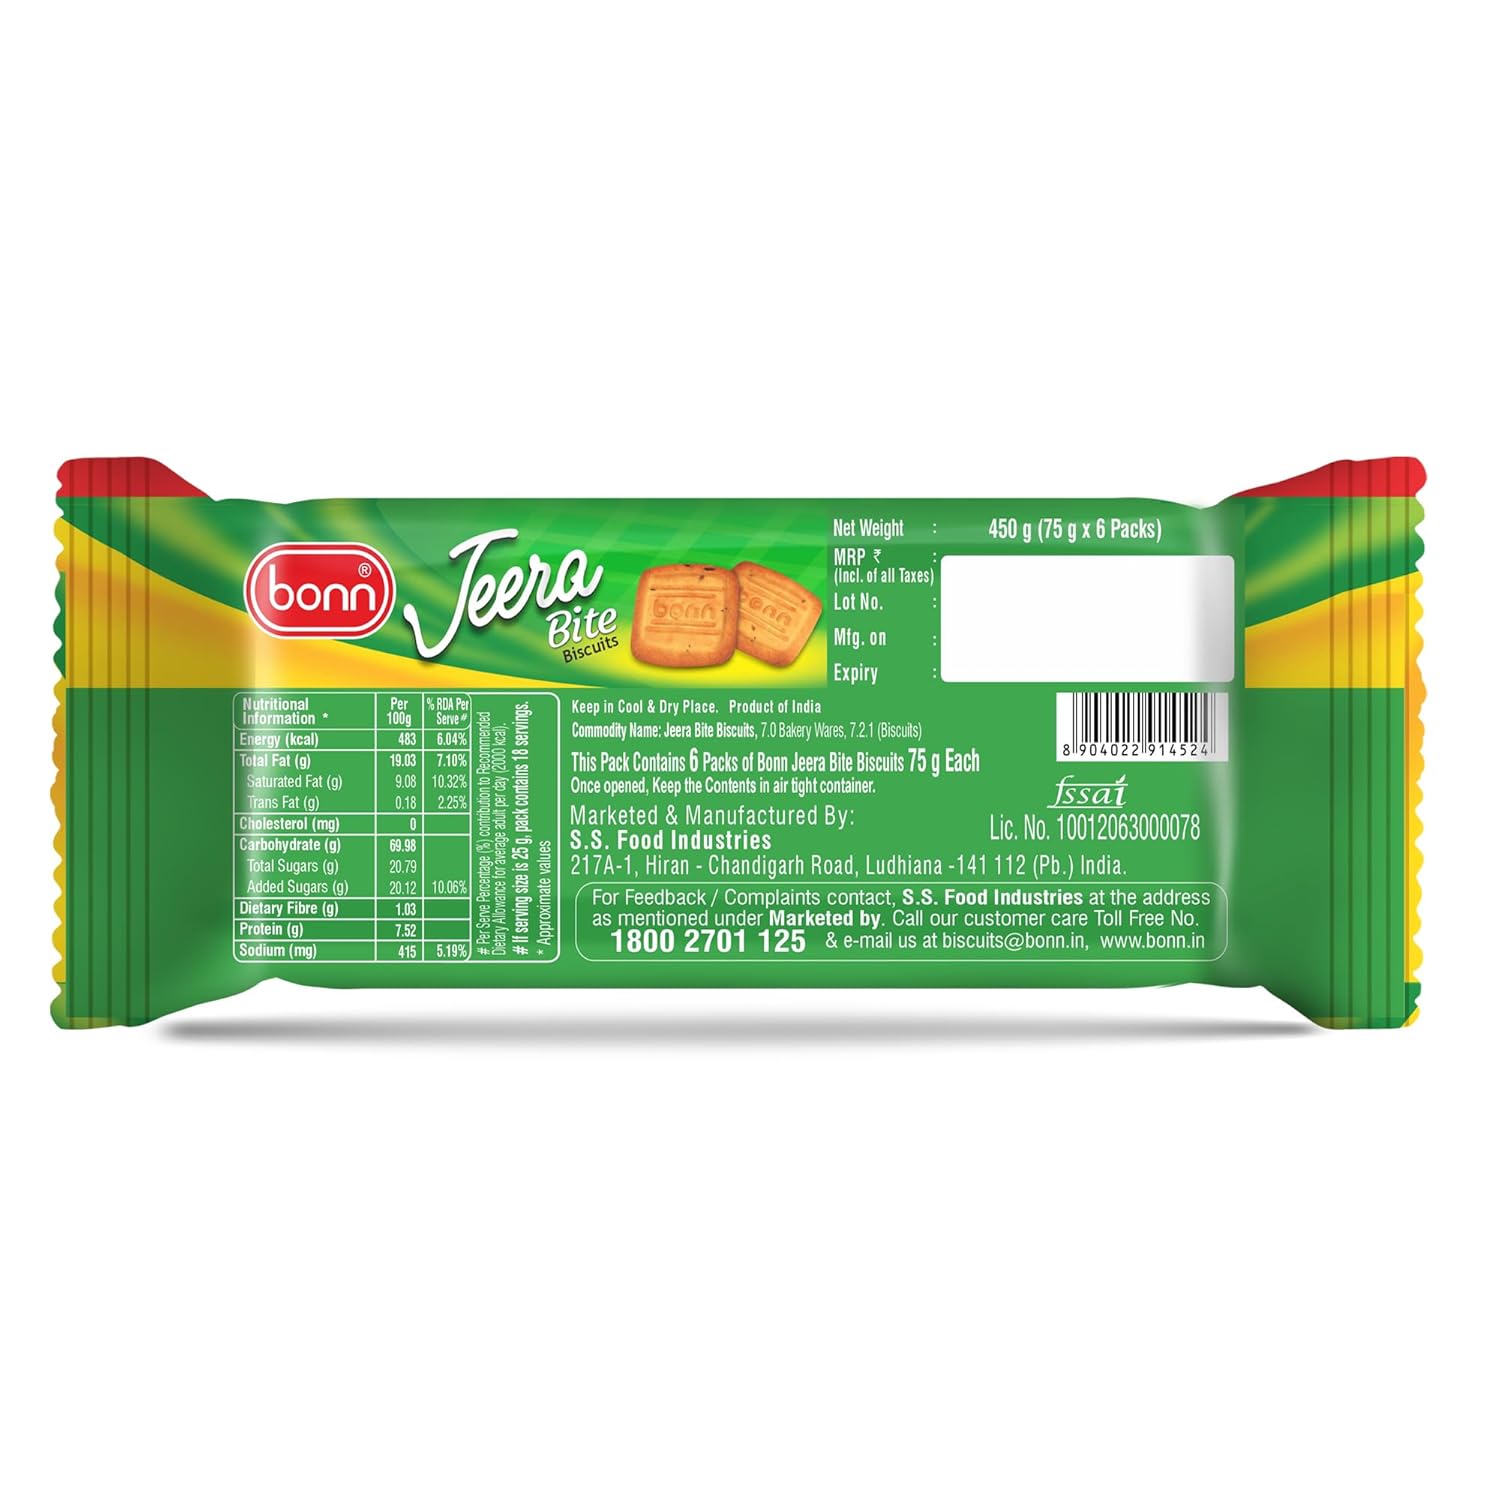 bonn®
Jeera
Bite
Biscuits
bonn
bonn
Net Weight : 450 g (75 g x 6 Packs)
MRP ₹ :
(Incl. of all Taxes)
Lot No. :
Mfg. on :
Expiry :
Nutritional Information * Per 100g % RDA Per Serve #
Energy (kcal) 483 6.04%
Total Fat (g) 19.03 7.10%
Saturated Fat (g) 9.08 10.32%
Trans Fat (g) 0.18 2.25%
Cholesterol (mg) 0
Carbohydrate (g) 69.98
Total Sugars (g) 20.79
Added Sugars (g) 20.12 10.06%
Dietary Fibre (g) 1.03
Protein (g) 7.52
Sodium (mg) 415 5.19%
# Per Serve Percentage (%) contribution to Recommended
Dietary Allowance for average adult per day (2000 kcal).
# If serving size is 25 g, pack contains 18 servings.
* Approximate values
Keep in Cool & Dry Place. Product of India
Commodity Name: Jeera Bite Biscuits, 7.0 Bakery Wares, 7.2.1 (Biscuits)
This Pack Contains 6 Packs of Bonn Jeera Bite Biscuits 75 g Each
Once opened, Keep the Contents in air tight container.
Marketed & Manufactured By:
S.S. Food Industries
217A-1, Hiran - Chandigarh Road, Ludhiana -141 112 (Pb.) India.
8 904022 914524
fssai
Lic. No. 10012063000078
For Feedback / Complaints contact, S.S. Food Industries at the address
as mentioned under Marketed by. Call our customer care Toll Free No.
1800 2701 125 & e-mail us at biscuits@bonn.in, www.bonn.in